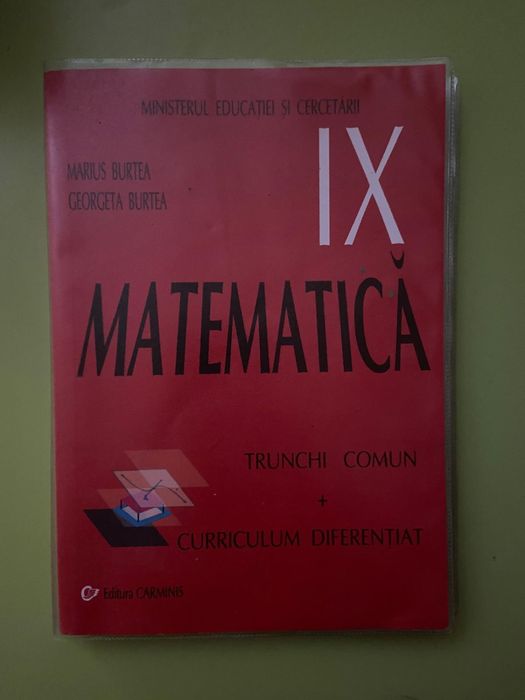 MINISTERUL EDUCAȚIEI ȘI CERCETĂRII
IX
MARIUS BURTEA
GEORGETA BURTEA
MATEMATICĂ
TRUNCHI COMUN
+
CURRICULUM DIFERENȚIAT
Editura CARMINIS